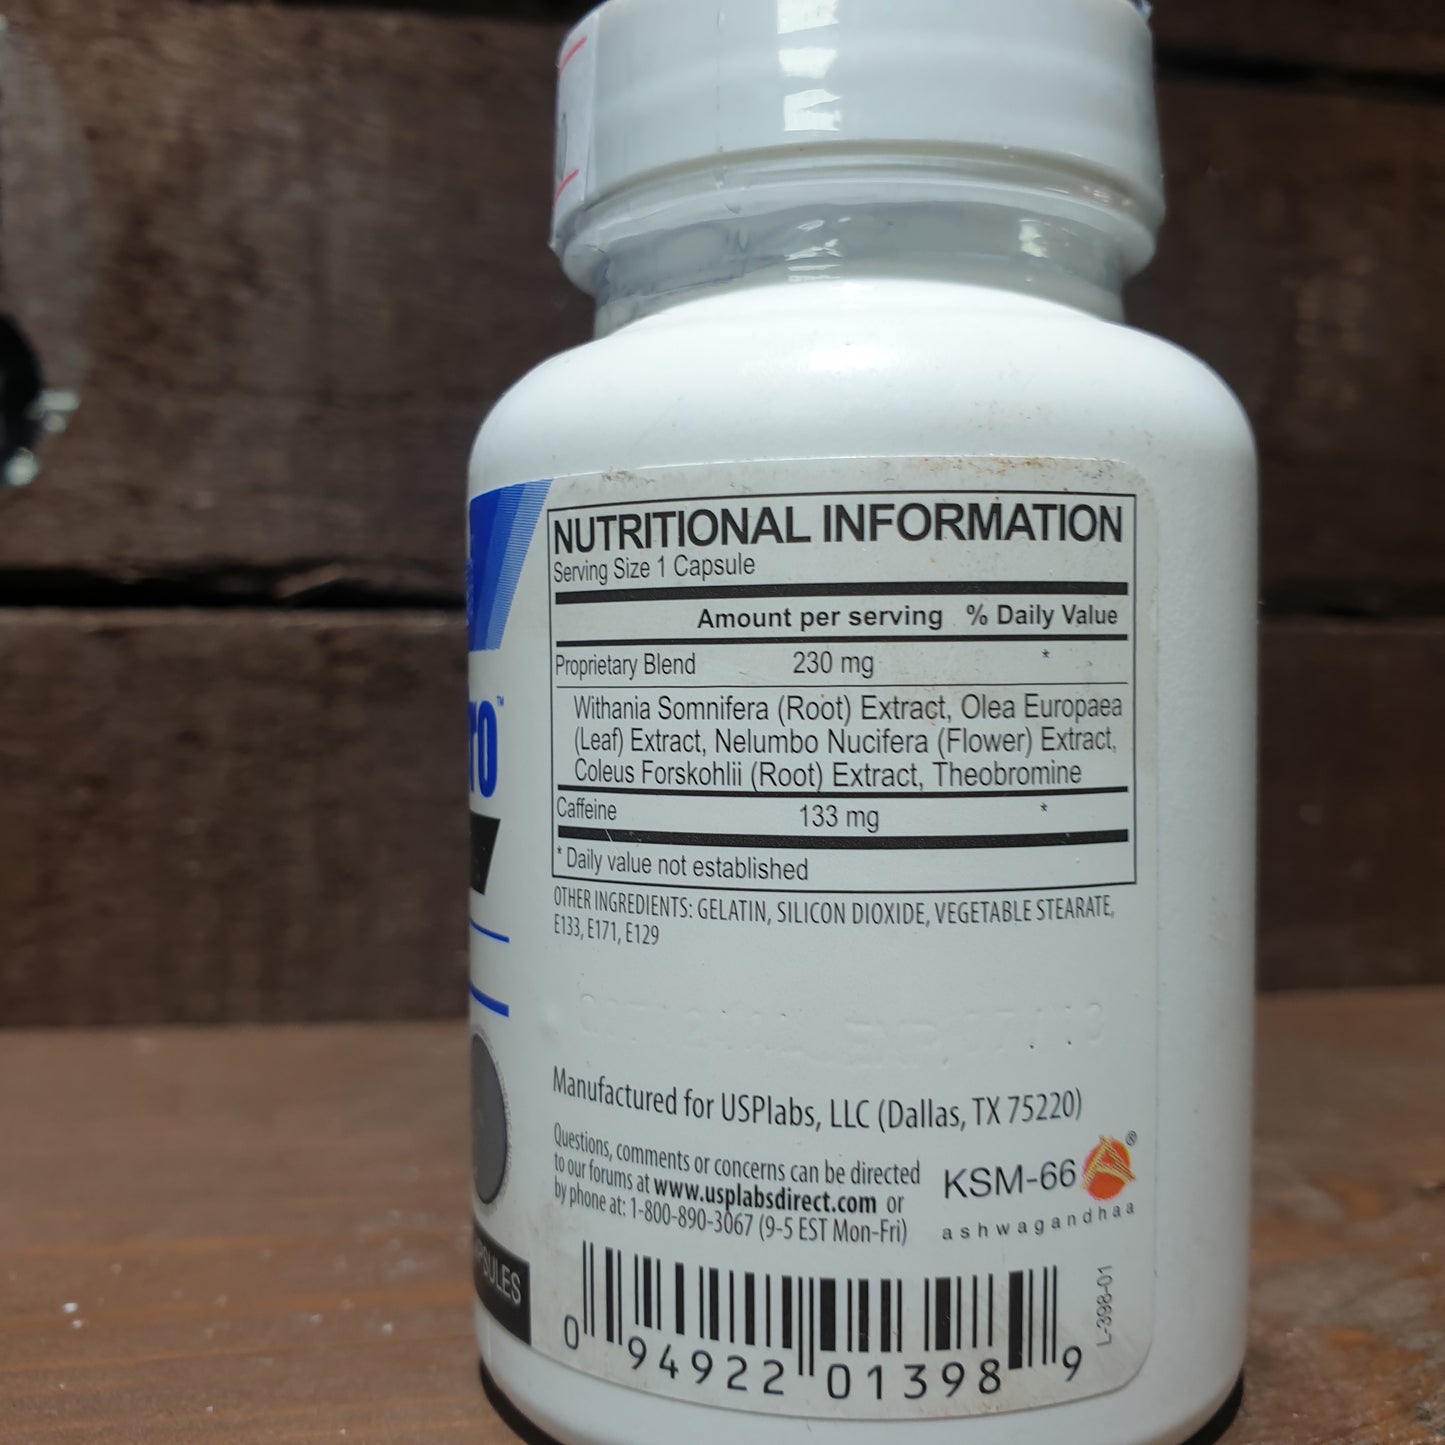 NUTRITIONAL INFORMATION
Serving Size 1 Capsule
Amount per serving % Daily Value
Proprietary Blend 230 mg *
Withania Somnifera (Root) Extract, Olea Europaea
(Leaf) Extract, Nelumbo Nucifera (Flower) Extract,
Coleus Forskohlii (Root) Extract, Theobromine
Caffeine 133 mg *
* Daily value not established
OTHER INGREDIENTS: GELATIN, SILICON DIOXIDE, VEGETABLE STEARATE,
E133, E171, E129
Manufactured for USPlabs, LLC (Dallas, TX 75220)
Questions, comments or concerns can be directed
to our forums at www.usplabsdirect.com or
by phone at: 1-800-890-3067 (9-5 EST Mon-Fri)
KSM-66®
ashwagandhaa
0 94922 01398 9
L-398-01